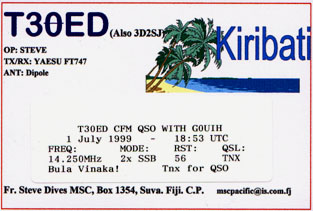 T30ED (Also 3D2SJ)
Kiribati
OP: STEVE
TX/RX: YAESU FT747
ANT: Dipole
T30ED CFM QSO WITH G0UIH
1 July 1999 - 18:53 UTC
FREQ: MODE: RST: QSL:
14.250MHz 2x SSB 56 TNX
Bula Vinaka! Tnx for QSO
Fr. Steve Dives MSC, Box 1354, Suva. Fiji. C.P. mscpacific@is.com.fj